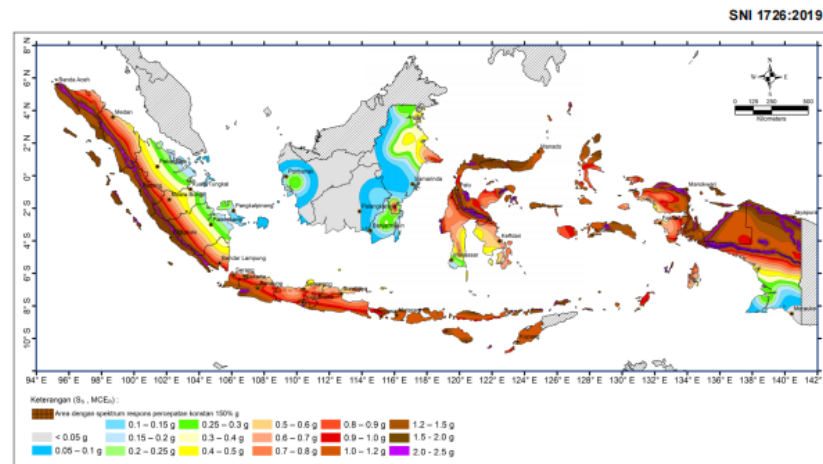 SNI 1726:2019
8° N
6° N
4° N
2° N
0°
2° S
4° S
6° S
8° S
10° S
Banda Aceh
Medan
Kuala Tungkal
Pangkalpinang
Bandar Lampung
Serang
Pontianak
Samarinda
Manado
Palu
Kendari
Makassar
Manokwari
Jayapura
Merauke
Kupang
N
W E
S
0 125 250 500
Kilometers
94° E 96° E 98° E 100° E 102° E 104° E 106° E 108° E 110° E 112° E 114° E 116° E 118° E 120° E 122° E 124° E 126° E 128° E 130° E 132° E 134° E 136° E 138° E 140° E 142° E
Keterangan (Sₛ , MCEᵣ) :
Area dengan spektrum respons percepatan konstan 150% g
0.1 – 0.15 g 0.25 – 0.3 g 0.5 – 0.6 g 0.8 – 0.9 g 1.2 – 1.5 g
< 0.05 g 0.15 – 0.2 g 0.3 – 0.4 g 0.6 – 0.7 g 0.9 – 1.0 g 1.5 - 2.0 g
0.05 – 0.1 g 0.2 – 0.25 g 0.4 – 0.5 g 0.7 – 0.8 g 1.0 – 1.2 g 2.0 - 2.5 g